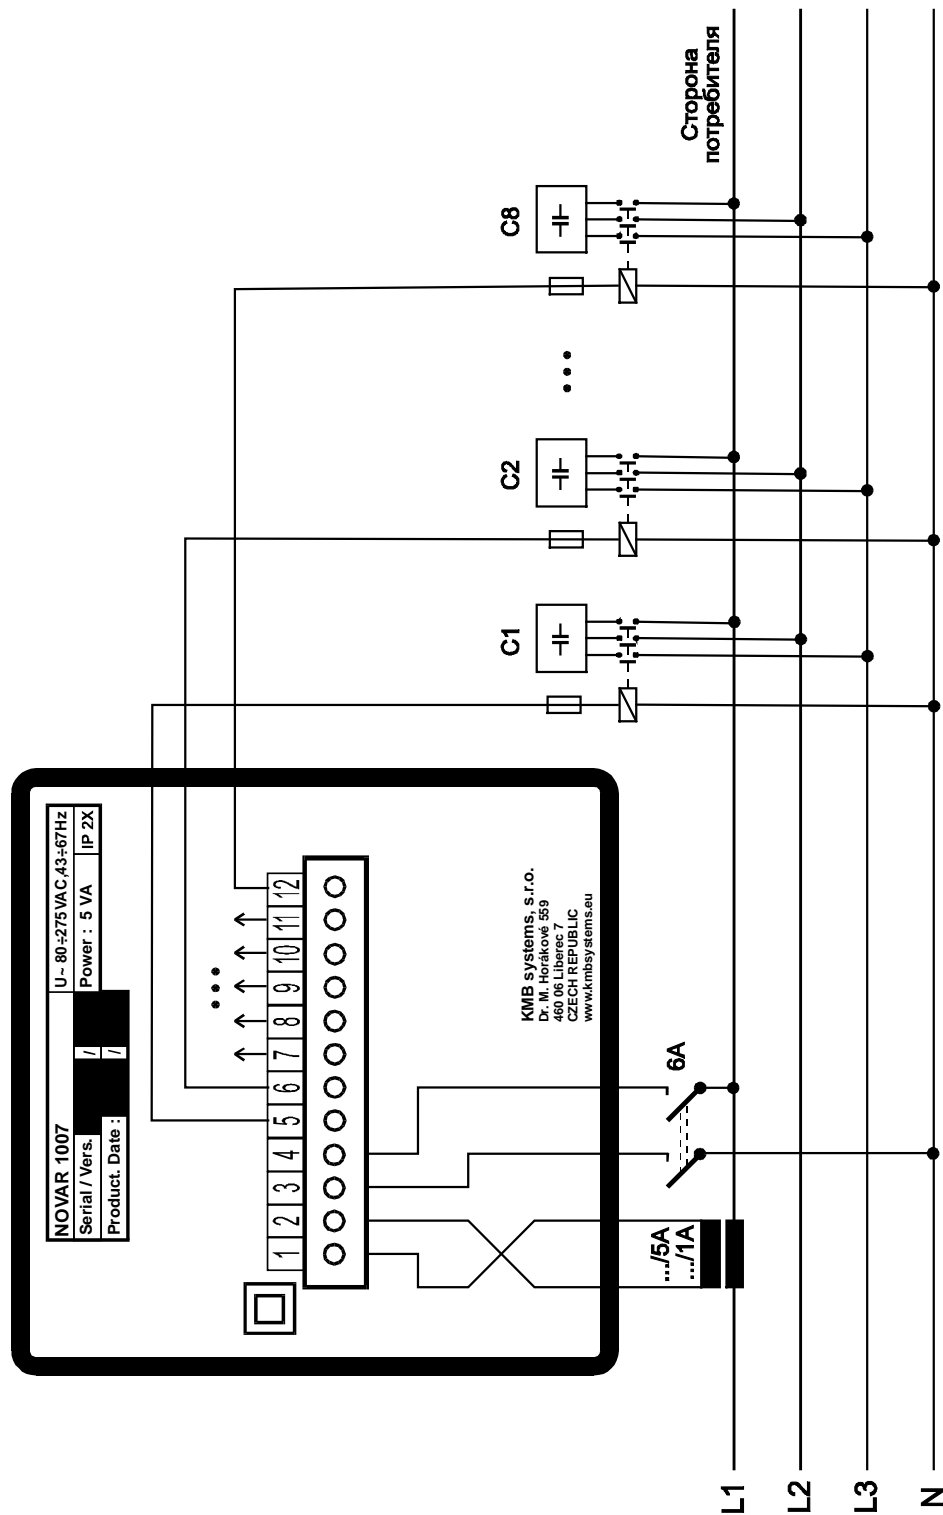 NOVAR 1007
U~ 80÷275 VAC,43÷67Hz
Serial / Vers.
/
Power : 5 VA
IP 2X
Product. Date :
/
1 2 3 4 5 6 7 8 9 10 11 12
KMB systems, s.r.o.
Dr. M. Horákové 559
460 06 Liberec 7
CZECH REPUBLIC
www.kmbsystems.eu
C1
C2
C8
.../5A
.../1A
6A
Сторона
потребителя
L1
L2
L3
N